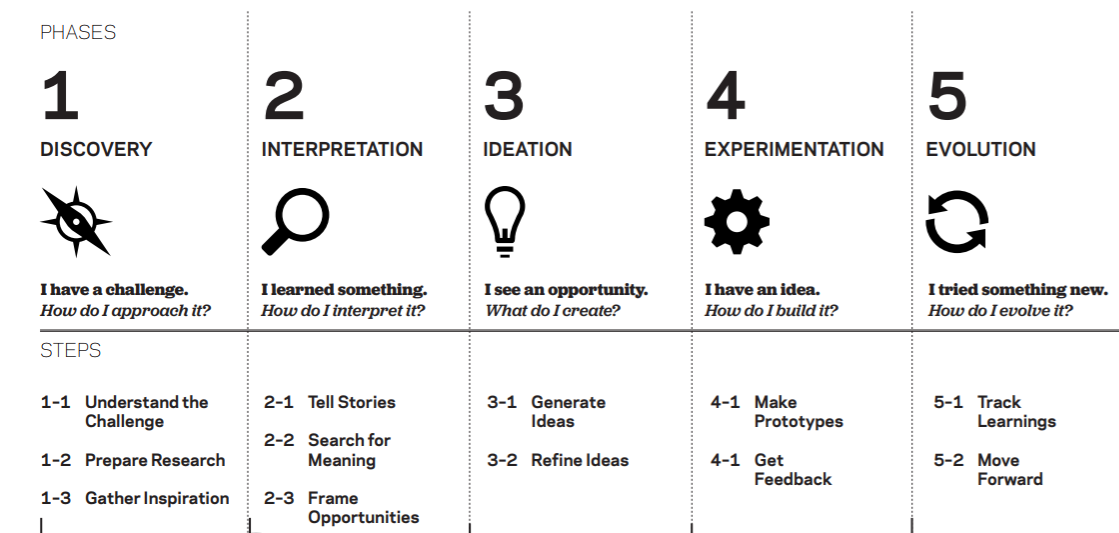 PHASES
1
DISCOVERY
I have a challenge.
How do I approach it?
2
INTERPRETATION
I learned something.
How do I interpret it?
3
IDEATION
I see an opportunity.
What do I create?
4
EXPERIMENTATION
I have an idea.
How do I build it?
5
EVOLUTION
I tried something new.
How do I evolve it?
STEPS
1-1 Understand the
Challenge
1-2 Prepare Research
1-3 Gather Inspiration
2-1 Tell Stories
2-2 Search for
Meaning
2-3 Frame
Opportunities
3-1 Generate
Ideas
3-2 Refine Ideas
4-1 Make
Prototypes
4-1 Get
Feedback
5-1 Track
Learnings
5-2 Move
Forward